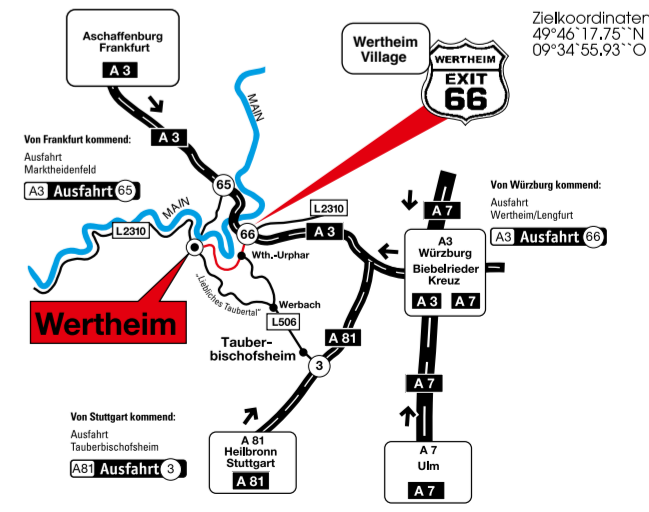 Zielkoordinaten
49°46`17.75``N
09°34`55.93``O
Aschaffenburg
Frankfurt
A 3
Wertheim
Village
WERTHEIM
EXIT
66
MAIN
A 3
Von Frankfurt kommend:
Ausfahrt
Marktheidenfeld
A3 Ausfahrt 65
65
Von Würzburg kommend:
Ausfahrt
Wertheim/Lengfurt
A3 Ausfahrt 66
A 7
L2310
MAIN
L2310
66
A 3
A3
Würzburg
Biebelrieder
Kreuz
A 3 A 7
Wth.-Urphar
„Liebliches Taubertal"
Werbach
L506
Wertheim
Tauber-
bischofsheim
3
A 81
A 7
Von Stuttgart kommend:
Ausfahrt
Tauberbischofsheim
A81 Ausfahrt 3
A 81
Heilbronn
Stuttgart
A 81
A 7
Ulm
A 7